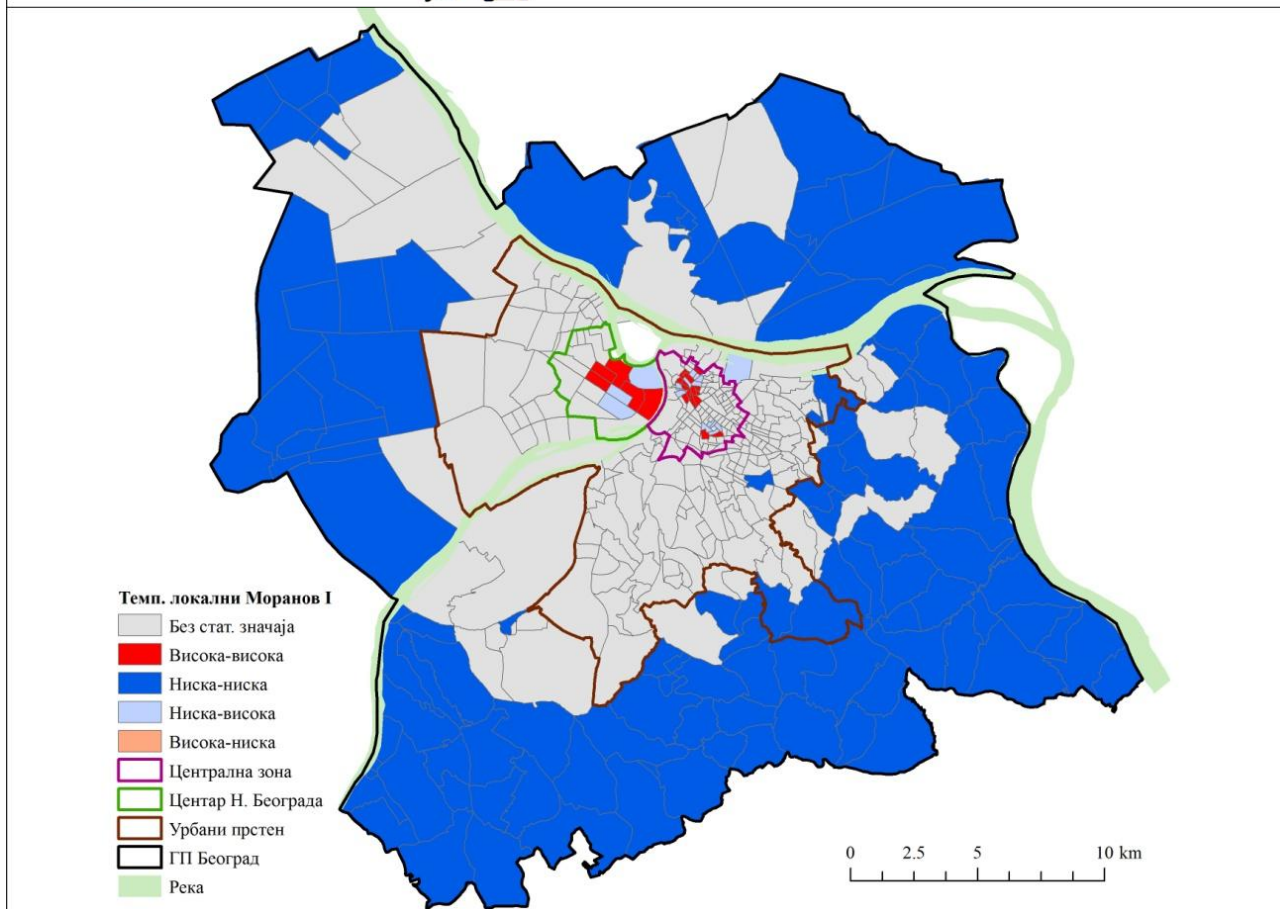 Темп. локални Моранов I
Без стат. значаја
Висока-висока
Ниска-ниска
Ниска-висока
Висока-ниска
Централна зона
Центар Н. Београда
Урбани прстен
ГП Београд
Река
0 2.5 5 10 km